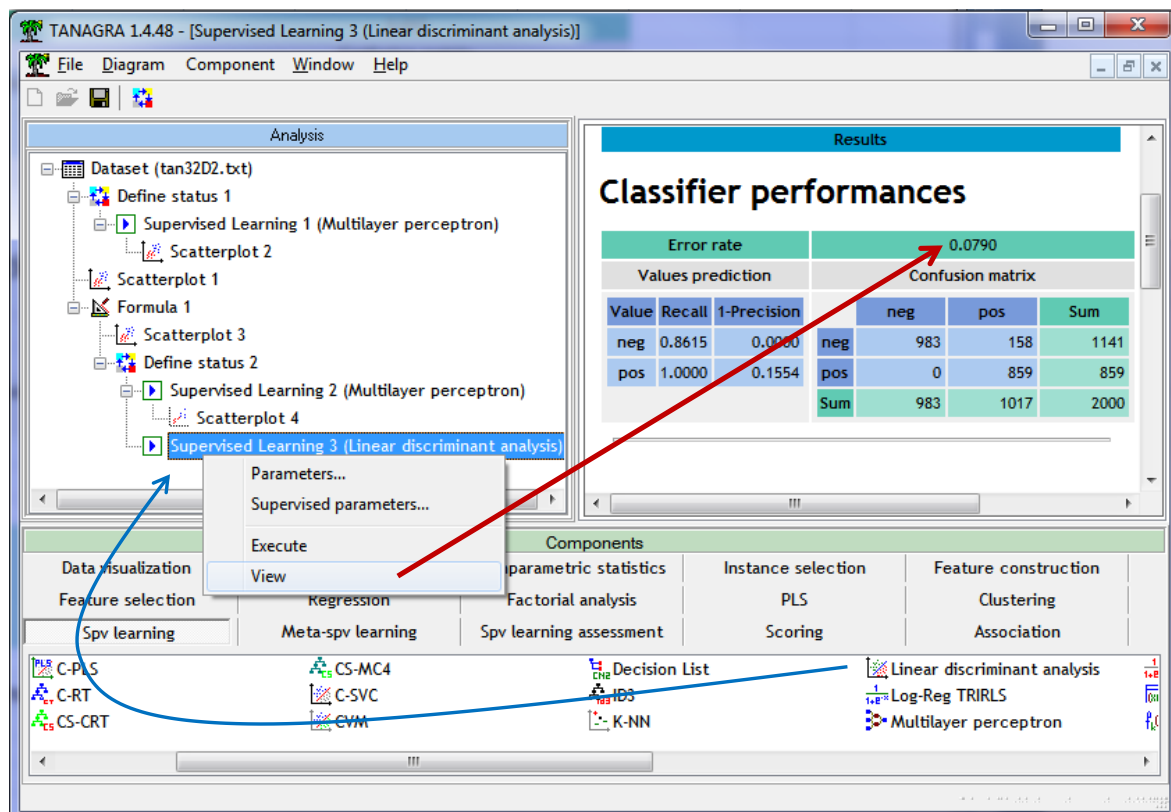 TANAGRA 1.4.48 - [Supervised Learning 3 (Linear discriminant analysis)]
File Diagram Component Window Help
Analysis
Dataset (tan32D2.txt)
Define status 1
Supervised Learning 1 (Multilayer perceptron)
Scatterplot 2
Scatterplot 1
Formula 1
Scatterplot 3
Define status 2
Supervised Learning 2 (Multilayer perceptron)
Scatterplot 4
Supervised Learning 3 (Linear discriminant analysis)
Parameters...
Supervised parameters...
Execute
View
Results
Classifier performances
Error rate 0.0790
Values prediction Confusion matrix
Value Recall 1-Precision neg pos Sum
neg 0.8615 0.0000 neg 983 158 1141
pos 1.0000 0.1554 pos 0 859 859
Sum 983 1017 2000
Components
Data visualization parametric statistics Instance selection Feature construction
Feature selection Regression Factorial analysis PLS Clustering
Spv learning Meta-spv learning Spv learning assessment Scoring Association
C-PLS CS-MC4 Decision List Linear discriminant analysis
C-RT C-SVC ID3 Log-Reg TRIRLS
CS-CRT CVM K-NN Multilayer perceptron